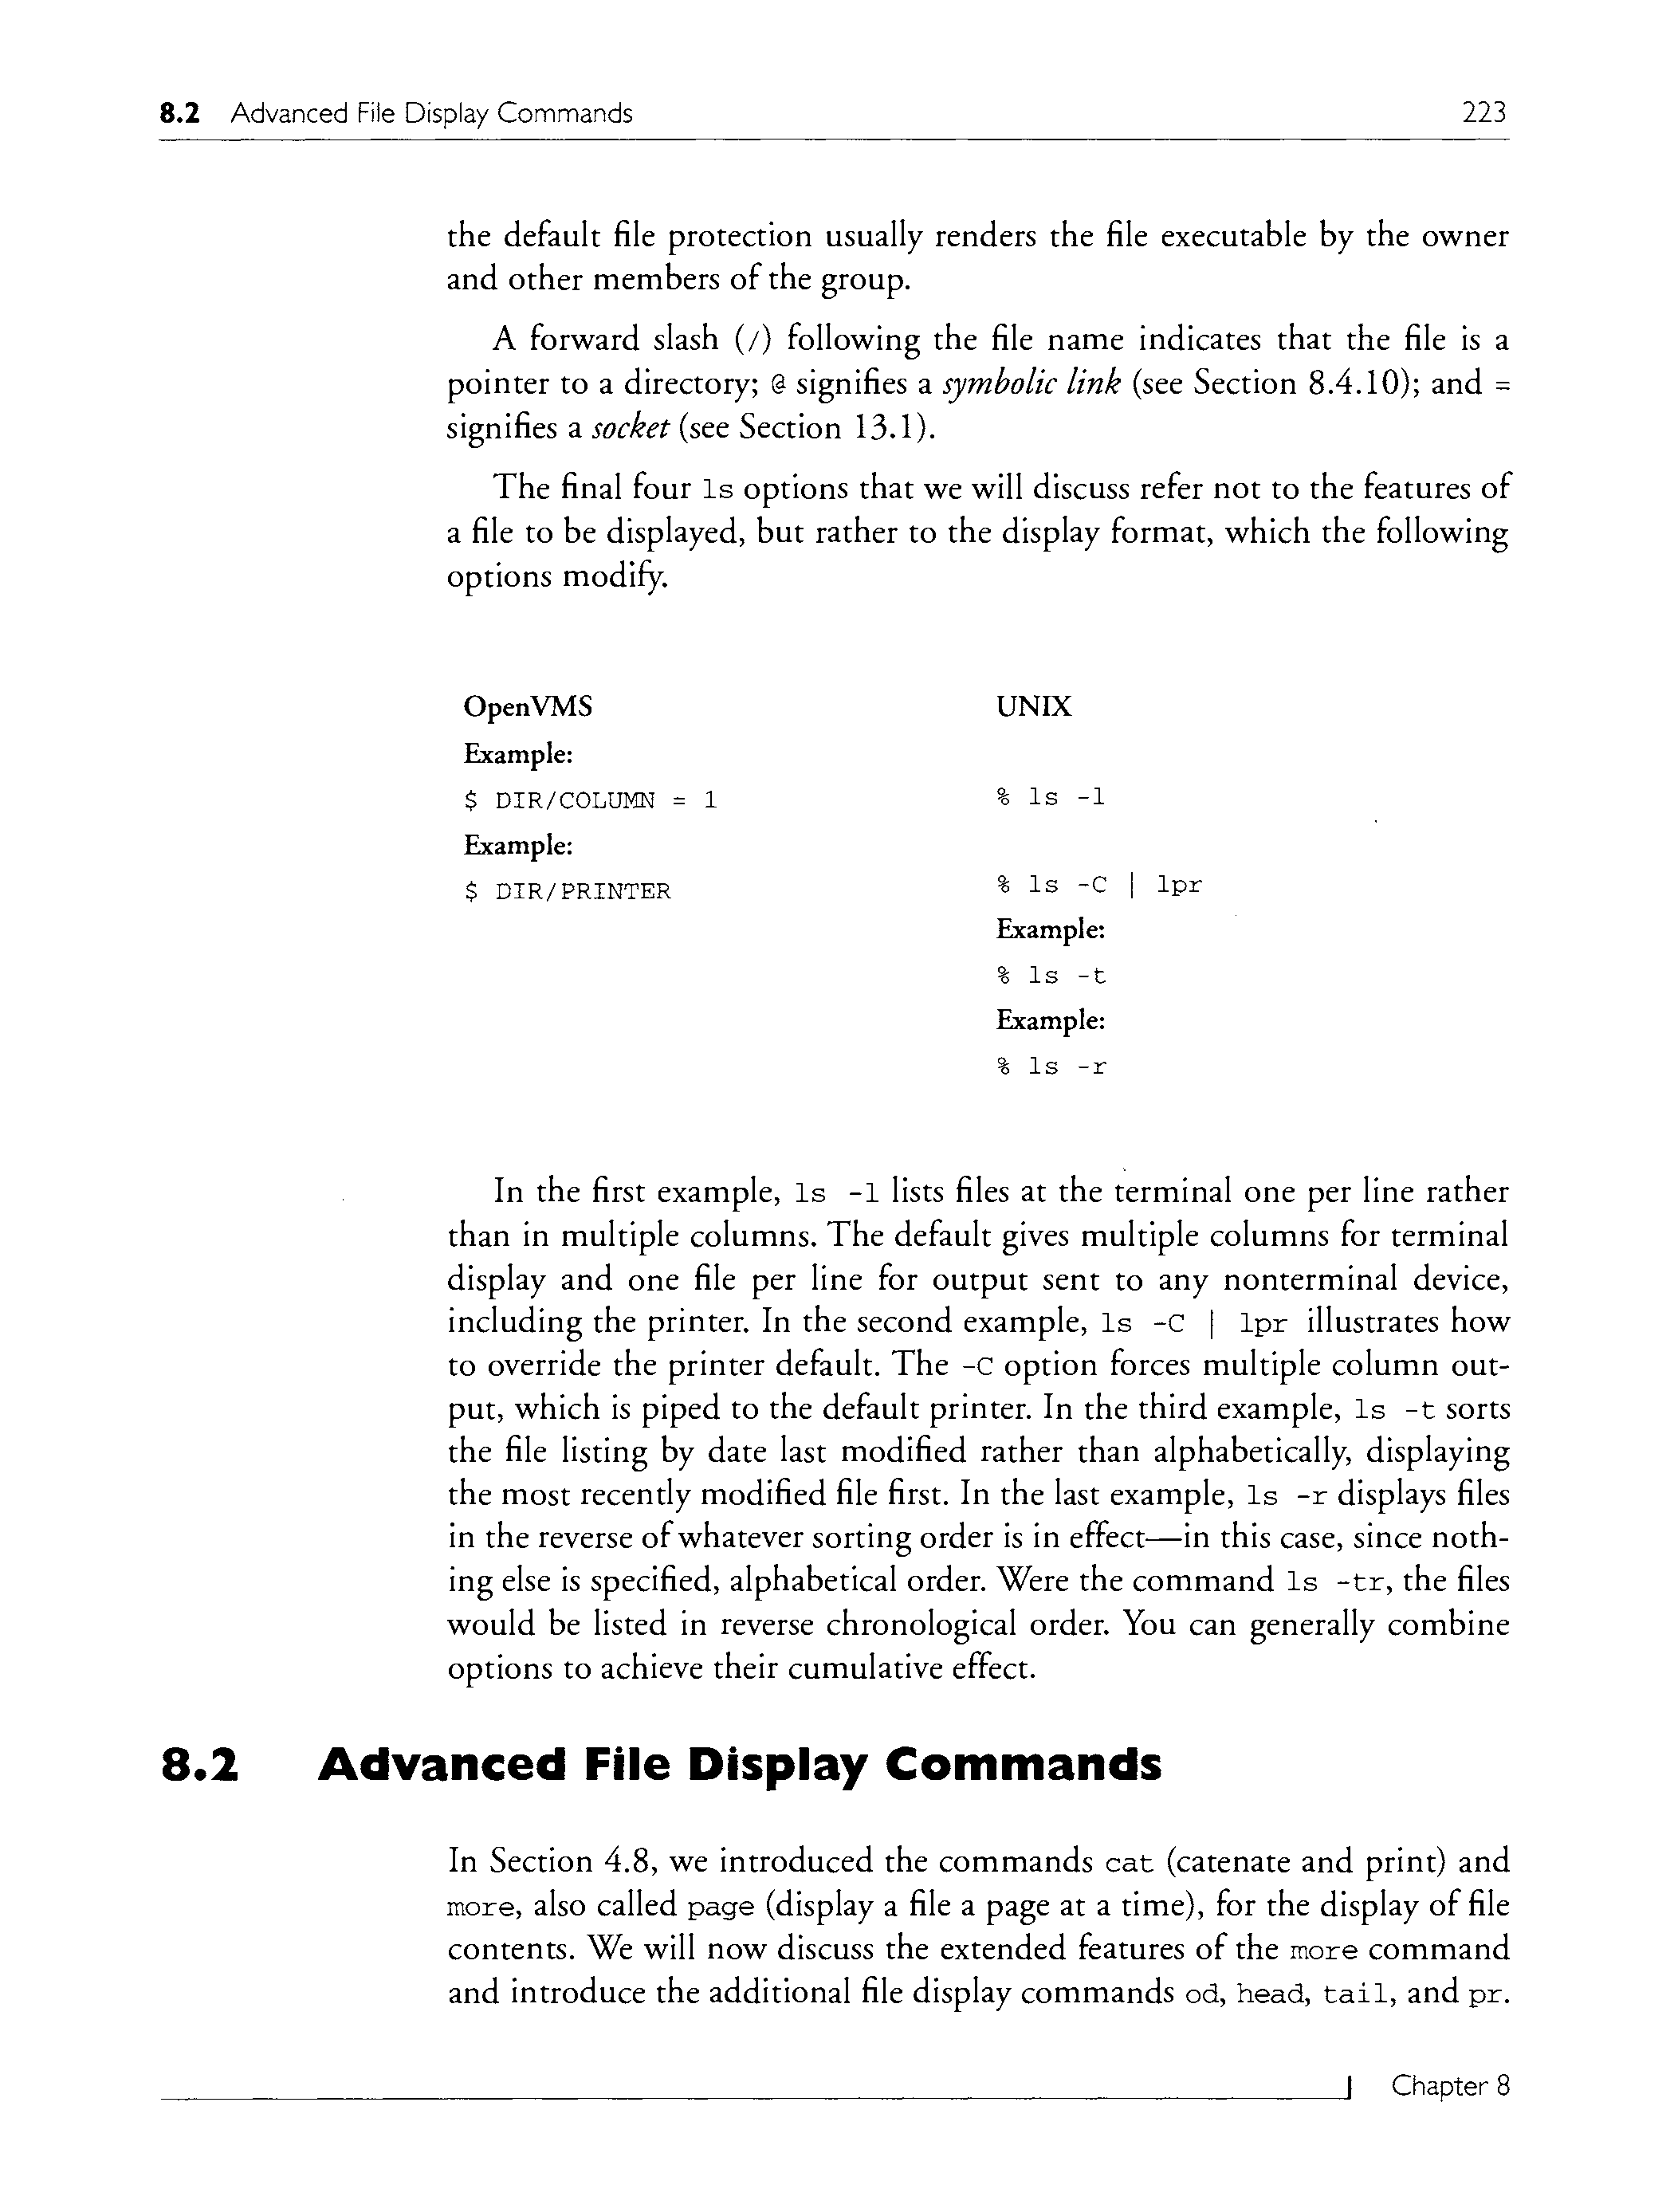 8.2 Advanced File Display Commands 223
the default file protection usually renders the file executable by the owner
and other members of the group.
A forward slash (/) following the file name indicates that the file is a
pointer to a directory; @ signifies a symbolic link (see Section 8.4.10); and =
signifies a socket (see Section 13.1).
The final four ls options that we will discuss refer not to the features of
a file to be displayed, but rather to the display format, which the following
options modify.
OpenVMS UNIX
Example:
$ DIR/COLUMN = 1 % ls -1
Example:
$ DIR/PRINTER % ls -C | lpr
Example:
% ls -t
Example:
% ls -r
In the first example, ls -1 lists files at the terminal one per line rather
than in multiple columns. The default gives multiple columns for terminal
display and one file per line for output sent to any nonterminal device,
including the printer. In the second example, ls -C | lpr illustrates how
to override the printer default. The -C option forces multiple column out-
put, which is piped to the default printer. In the third example, ls -t sorts
the file listing by date last modified rather than alphabetically, displaying
the most recently modified file first. In the last example, ls -r displays files
in the reverse of whatever sorting order is in effect—in this case, since noth-
ing else is specified, alphabetical order. Were the command ls -tr, the files
would be listed in reverse chronological order. You can generally combine
options to achieve their cumulative effect.
8.2 Advanced File Display Commands
In Section 4.8, we introduced the commands cat (catenate and print) and
more, also called page (display a file a page at a time), for the display of file
contents. We will now discuss the extended features of the more command
and introduce the additional file display commands od, head, tail, and pr.
Chapter 8